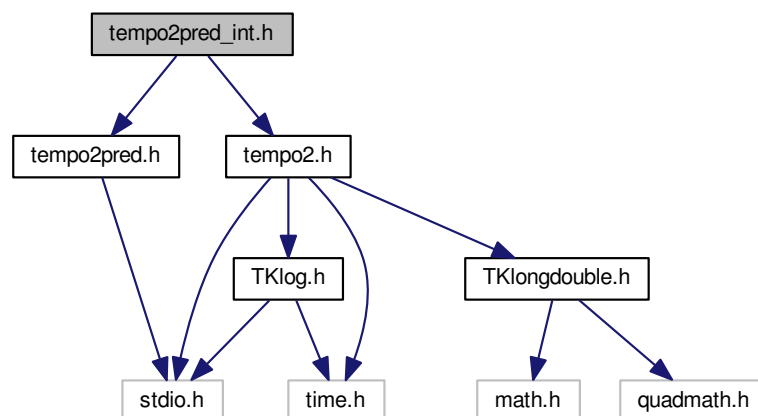 tempo2pred_int.h
tempo2pred.h
tempo2.h
TKlog.h
TKlongdouble.h
stdio.h
time.h
math.h
quadmath.h